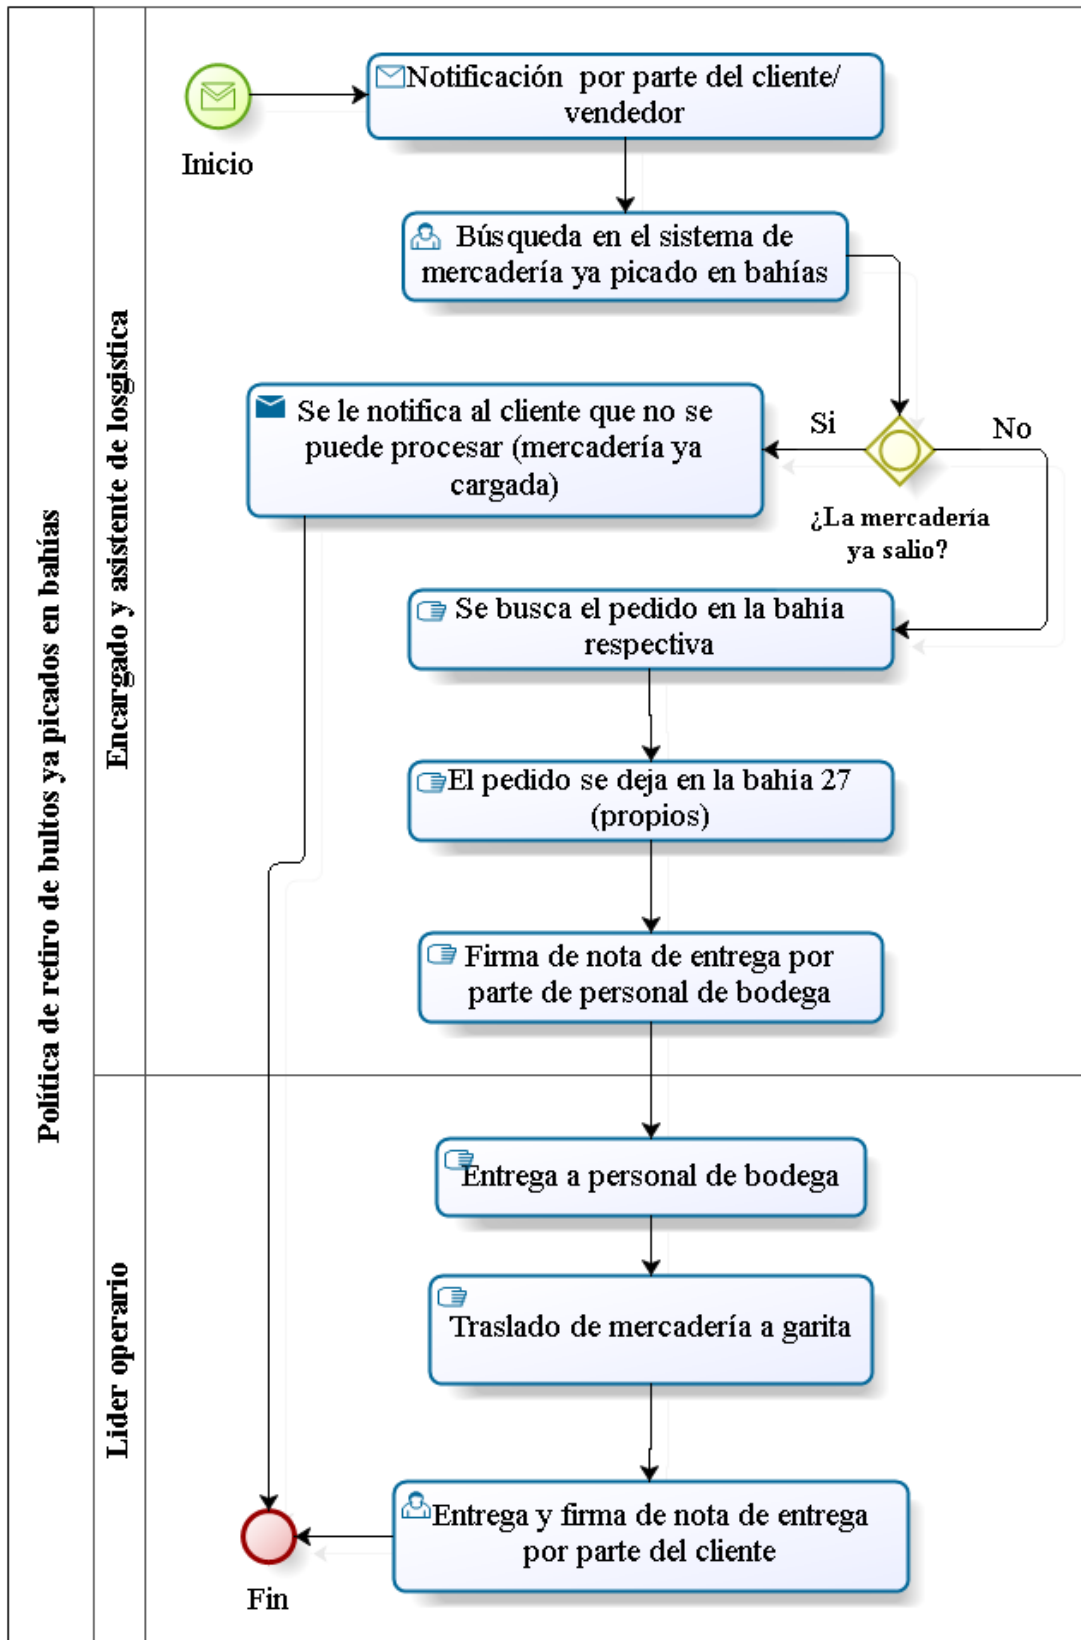 Política de retiro de bultos ya picados en bahías
Encargado y asistente de losgistica
Inicio
Notificación por parte del cliente/
vendedor
Búsqueda en el sistema de
mercadería ya picado en bahías
Se le notifica al cliente que no se
puede procesar (mercadería ya
cargada)
Si
No
¿La mercadería
ya salio?
Se busca el pedido en la bahía
respectiva
El pedido se deja en la bahía 27
(propios)
Firma de nota de entrega por
parte de personal de bodega
Lider operario
Entrega a personal de bodega
Traslado de mercadería a garita
Entrega y firma de nota de entrega
por parte del cliente
Fin